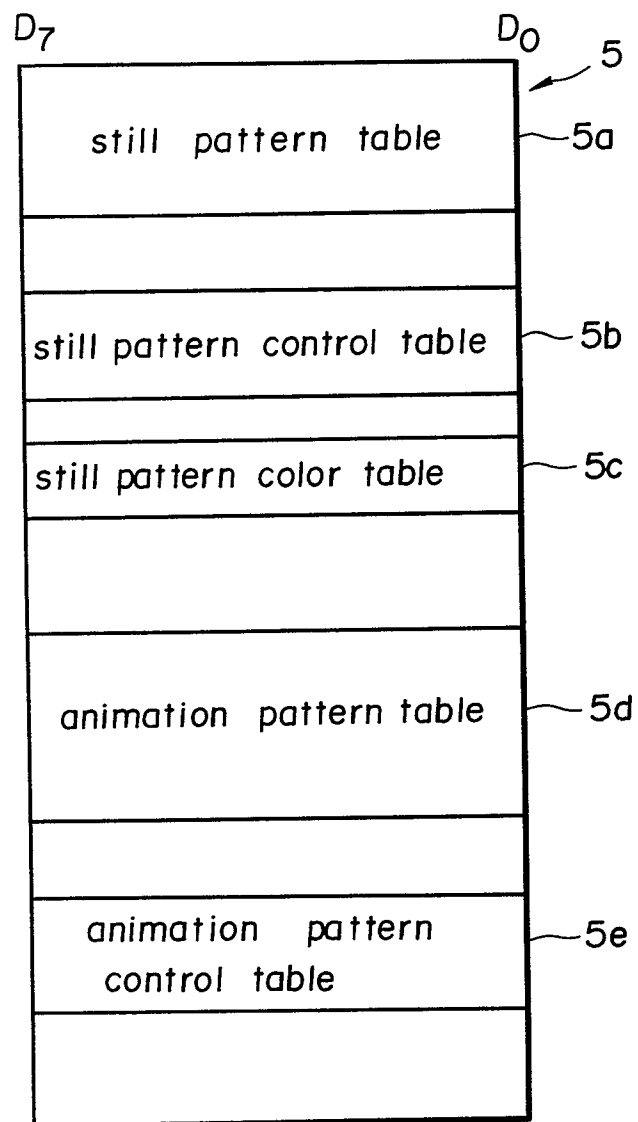 D7 D0
5
still pattern table 5a
still pattern control table 5b
still pattern color table 5c
animation pattern table 5d
animation pattern
control table 5e